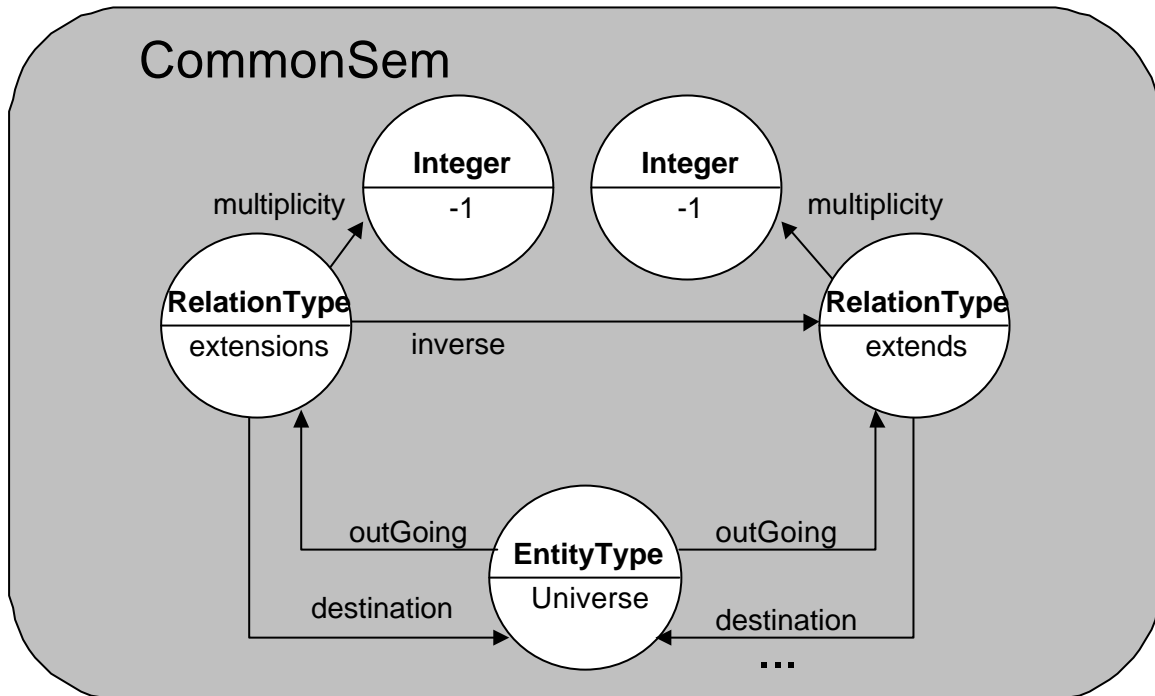 CommonSem
Integer
-1
Integer
-1
multiplicity
multiplicity
RelationType
extensions
inverse
RelationType
extends
outGoing
outGoing
EntityType
Universe
destination
destination
...